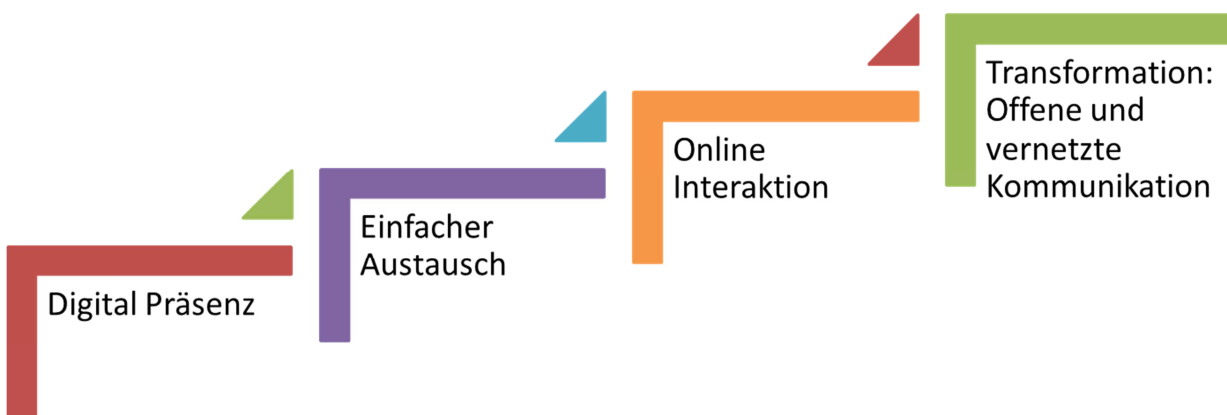 Digital Präsenz
Einfacher
Austausch
Online
Interaktion
Transformation:
Offene und
vernetzte
Kommunikation